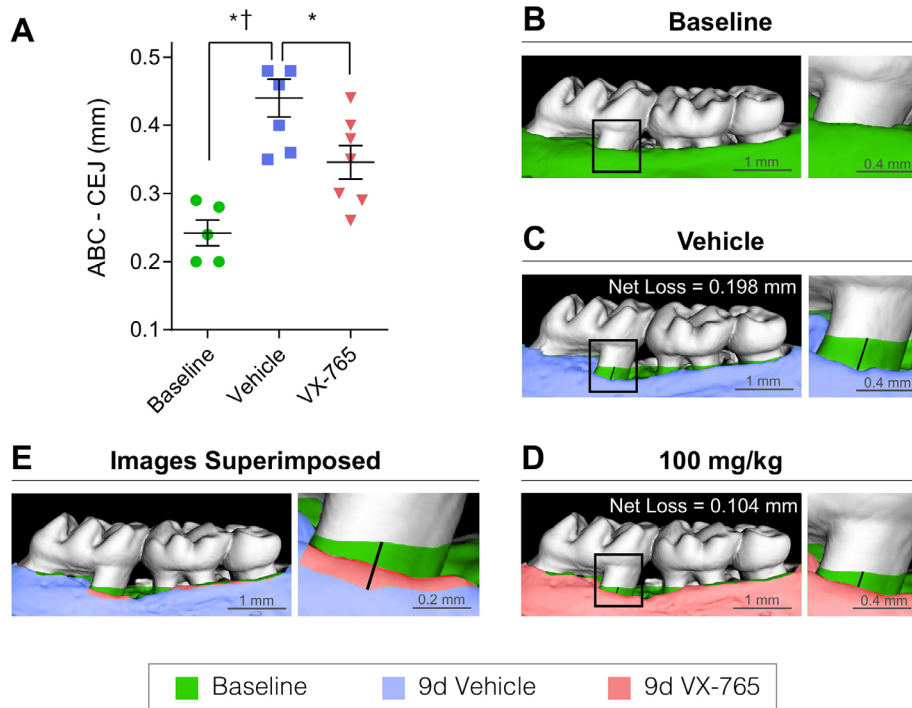 A
*†
*
ABC - CEJ (mm)
0.5
0.4
0.3
0.2
0.1
Baseline
Vehicle
VX-765
B
Baseline
1 mm
0.4 mm
C
Vehicle
Net Loss = 0.198 mm
1 mm
0.4 mm
E
Images Superimposed
1 mm
0.2 mm
D
100 mg/kg
Net Loss = 0.104 mm
1 mm
0.4 mm
Baseline
9d Vehicle
9d VX-765